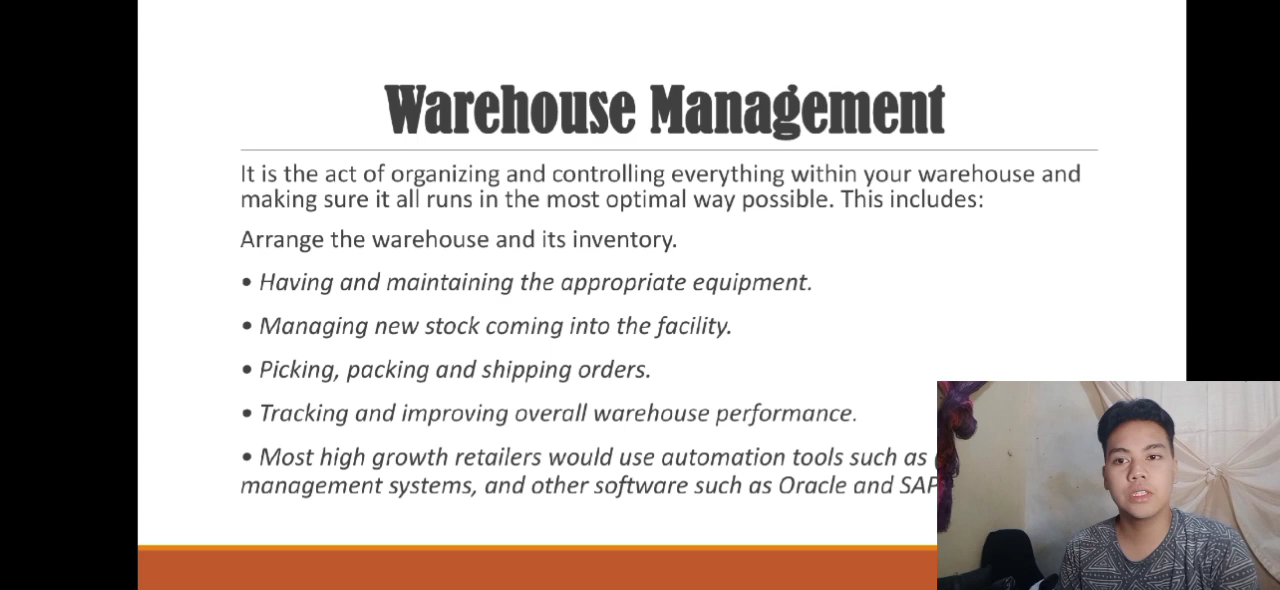 Warehouse Management
It is the act of organizing and controlling everything within your warehouse and
making sure it all runs in the most optimal way possible. This includes:
Arrange the warehouse and its inventory.
• Having and maintaining the appropriate equipment.
• Managing new stock coming into the facility.
• Picking, packing and shipping orders.
• Tracking and improving overall warehouse performance.
• Most high growth retailers would use automation tools such as
management systems, and other software such as Oracle and SAP